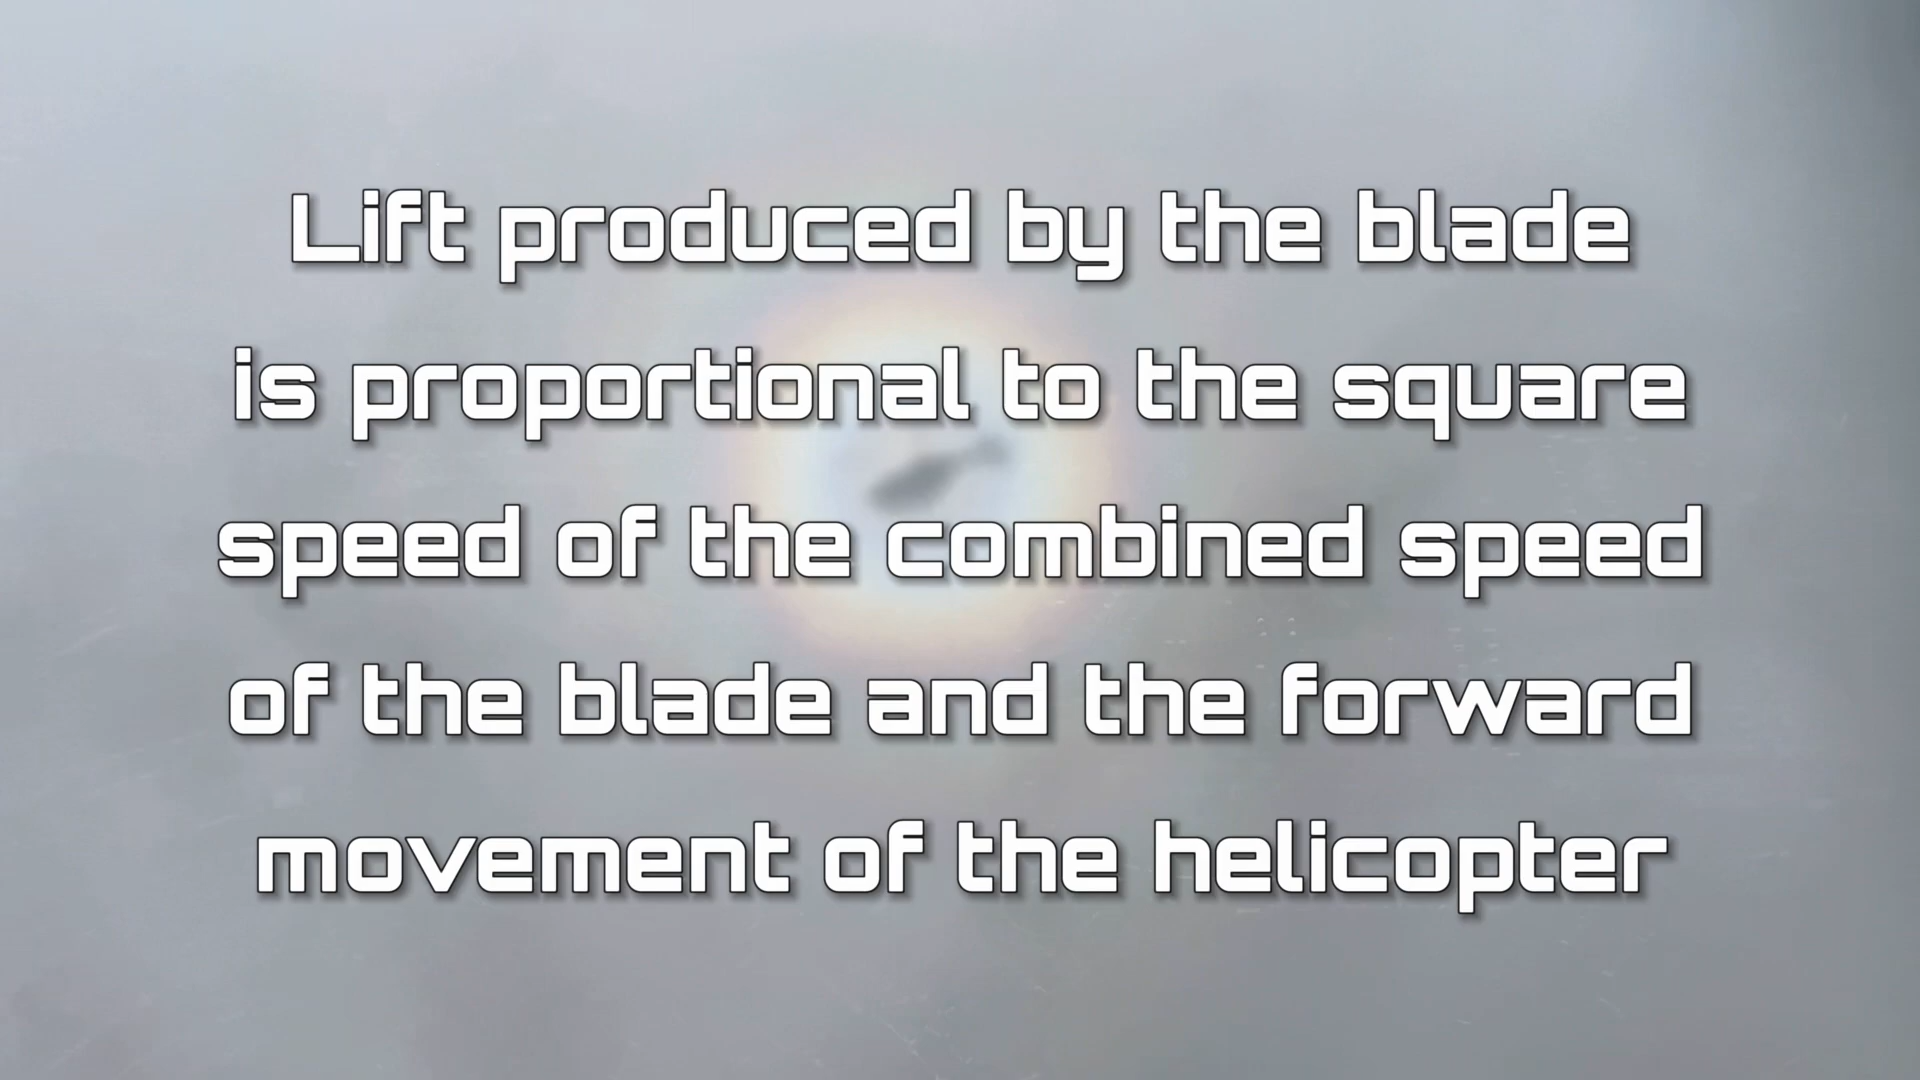 Lift produced by the blade
is proportional to the square
speed of the combined speed
of the blade and the forward
movement of the helicopter